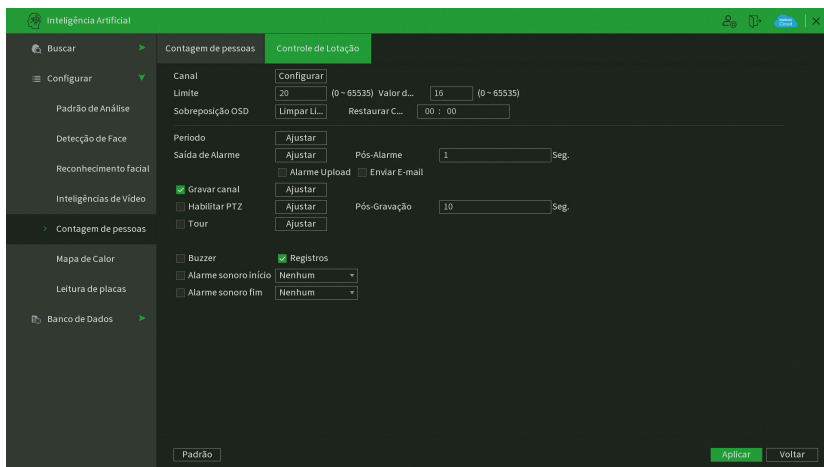 Inteligência Artificial
Buscar
Configurar
Padrão de Análise
Detecção de Face
Reconhecimento facial
Inteligências de Vídeo
Contagem de pessoas
Mapa de Calor
Leitura de placas
Banco de Dados
Contagem de pessoas Controle de Lotação
Canal Configurar
Limite 20 (0 ~ 65535) Valor d... 16 (0 ~ 65535)
Sobreposição OSD Limpar Li... Restaurar C... 00 : 00
Periodo Ajustar
Saída de Alarme Ajustar Pós-Alarme 1 Seg.
Alarme Upload Enviar E-mail
Gravar canal Ajustar
Habilitar PTZ Ajustar Pós-Gravação 10 Seg.
Tour Ajustar
Buzzer Registros
Alarme sonoro início Nenhum
Alarme sonoro fim Nenhum
Padrão Aplicar Voltar